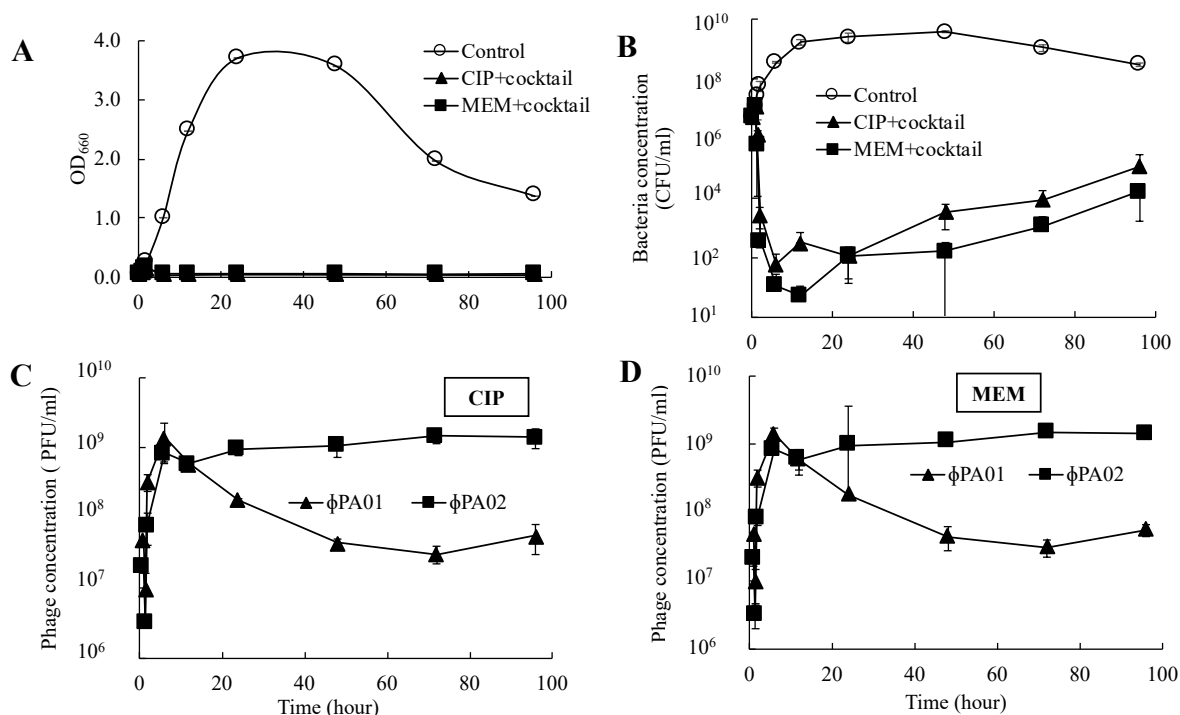 A
4.0
3.0
2.0
1.0
0.0
OD660
0 20 40 60 80 100
Control
CIP+cocktail
MEM+cocktail
B
10^10
10^8
10^6
10^4
10^2
10^1
Bacteria concentration
(CFU/ml)
0 20 40 60 80 100
Control
CIP+cocktail
MEM+cocktail
C
10^10
10^9
10^8
10^7
10^6
Phage concentration ( PFU/ml)
CIP
ϕPA01 ϕPA02
0 20 40 60 80 100
Time (hour)
D
10^10
10^9
10^8
10^7
10^6
Phage concentration (PFU/ml)
MEM
ϕPA01 ϕPA02
0 20 40 60 80 100
Time (hour)